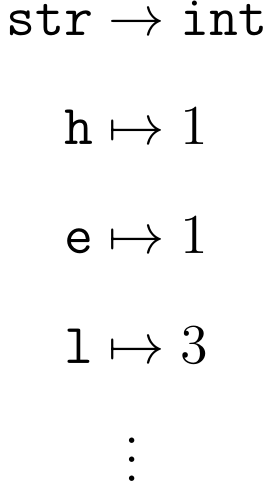 str → int
h ↦ 1
e ↦ 1
l ↦ 3
⋮